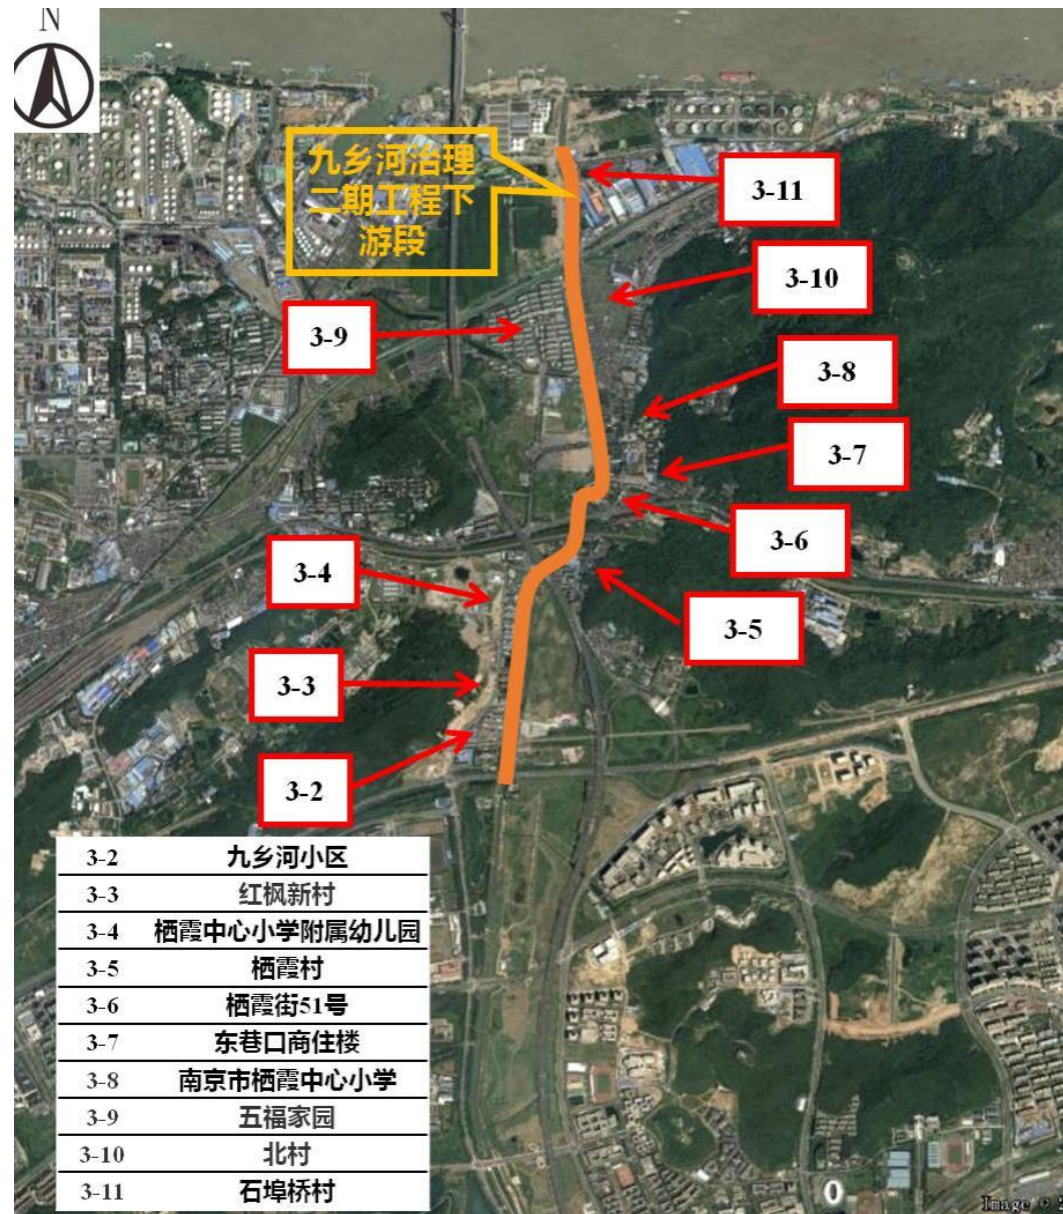 N
九乡河治理
二期工程下
游段
3-11
3-10
3-9
3-8
3-7
3-6
3-4
3-5
3-3
3-2
3-2 九乡河小区
3-3 红枫新村
3-4 栖霞中心小学附属幼儿园
3-5 栖霞村
3-6 栖霞街51号
3-7 东巷口商住楼
3-8 南京市栖霞中心小学
3-9 五福家园
3-10 北村
3-11 石埠桥村
Image ©